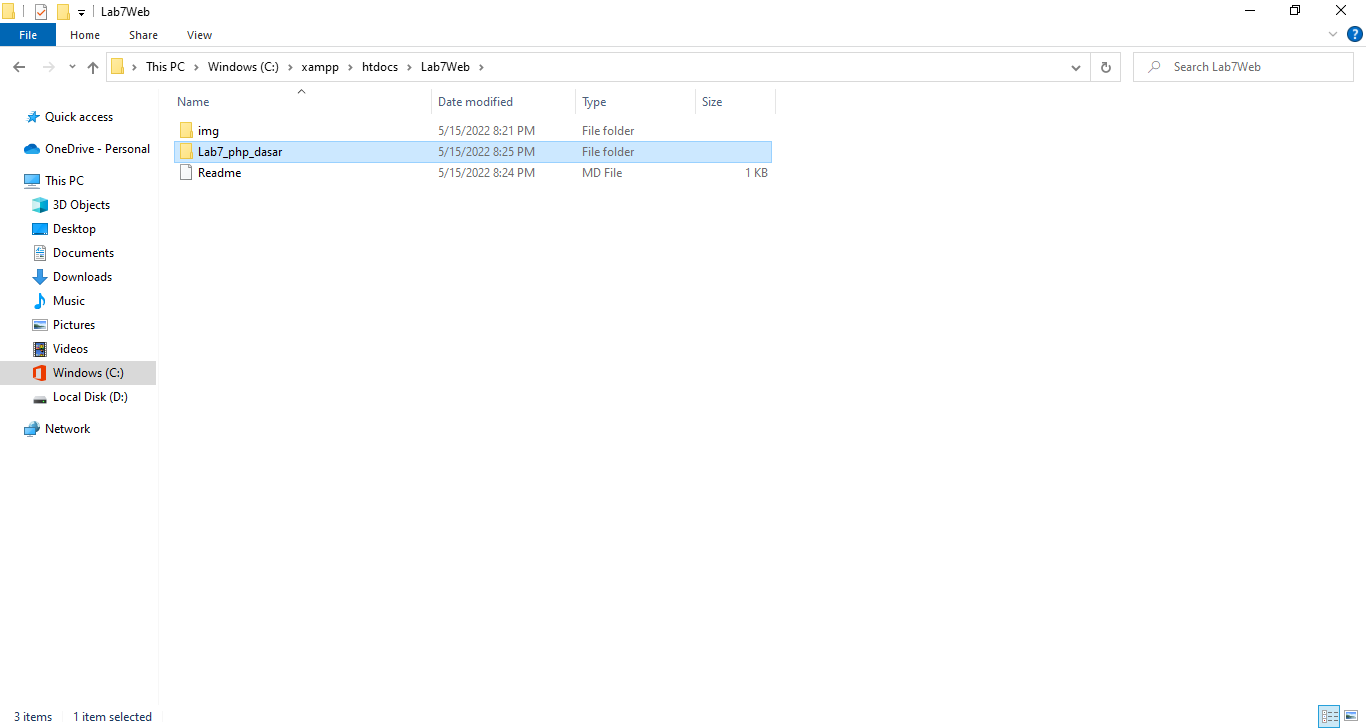 Lab7Web
File Home Share View
This PC Windows (C:) xampp htdocs Lab7Web Search Lab7Web
Name Date modified Type Size
Quick access
OneDrive - Personal
This PC
3D Objects
Desktop
Documents
Downloads
Music
Pictures
Videos
Windows (C:)
Local Disk (D:)
Network
img 5/15/2022 8:21 PM File folder
Lab7_php_dasar 5/15/2022 8:25 PM File folder
Readme 5/15/2022 8:24 PM MD File 1 KB
3 items 1 item selected